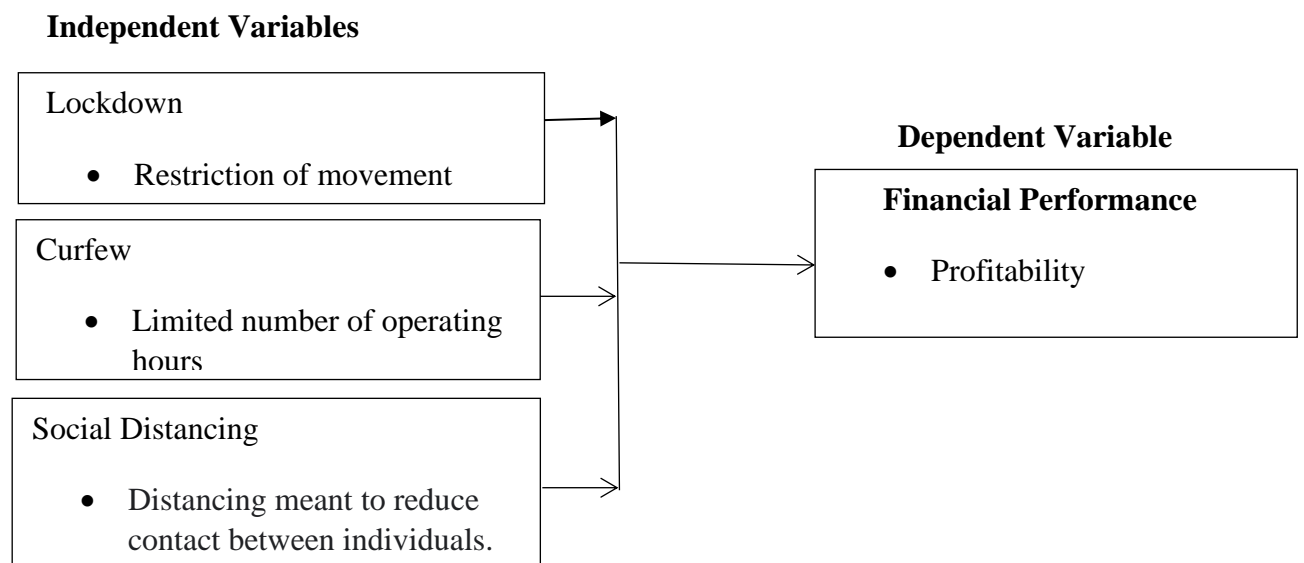 Independent Variables
Lockdown
• Restriction of movement
Curfew
• Limited number of operating
hours
Social Distancing
• Distancing meant to reduce
contact between individuals.
Dependent Variable
Financial Performance
• Profitability